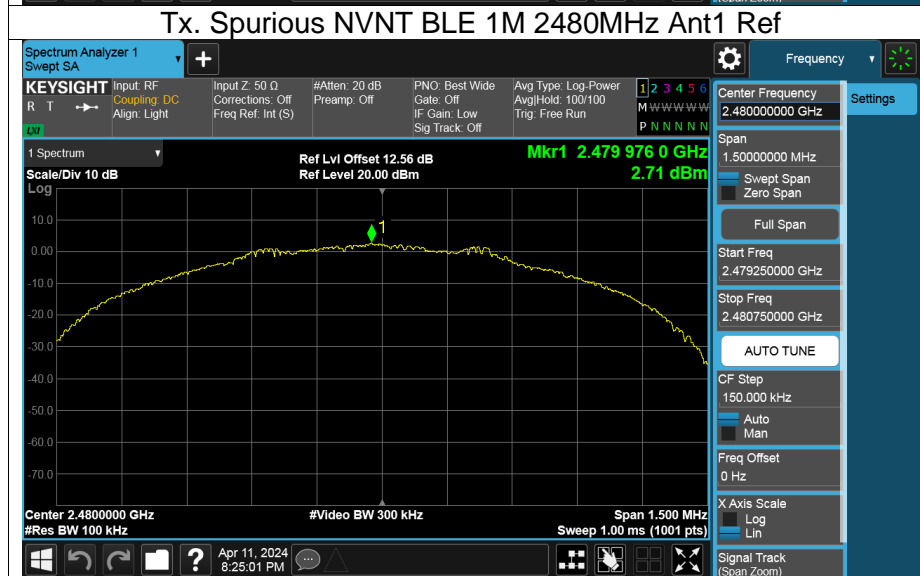 (Span Zoom)
Tx. Spurious NVNT BLE 1M 2480MHz Ant1 Ref
Spectrum Analyzer 1
Swept SA
+
Frequency
KEYSIGHT
R T
LXI
Input: RF
Coupling: DC
Align: Light
Input Z: 50 Ω
Corrections: Off
Freq Ref: Int (S)
#Atten: 20 dB
Preamp: Off
PNO: Best Wide
Gate: Off
IF Gain: Low
Sig Track: Off
Avg Type: Log-Power
Avg|Hold: 100/100
Trig: Free Run
1 2 3 4 5 6
M W W W W W
P N N N N N
Center Frequency
2.480000000 GHz
Settings
Span
1.50000000 MHz
Swept Span
Zero Span
Full Span
Start Freq
2.479250000 GHz
Stop Freq
2.480750000 GHz
AUTO TUNE
CF Step
150.000 kHz
Auto
Man
Freq Offset
0 Hz
X Axis Scale
Log
Lin
Signal Track
(Span Zoom)
1 Spectrum
Scale/Div 10 dB
Log
Ref Lvl Offset 12.56 dB
Ref Level 20.00 dBm
Mkr1 2.479 976 0 GHz
2.71 dBm
1
10.0
0.00
-10.0
-20.0
-30.0
-40.0
-50.0
-60.0
-70.0
Center 2.4800000 GHz
#Res BW 100 kHz
#Video BW 300 kHz
Span 1.500 MHz
Sweep 1.00 ms (1001 pts)
?
Apr 11, 2024
8:25:01 PM